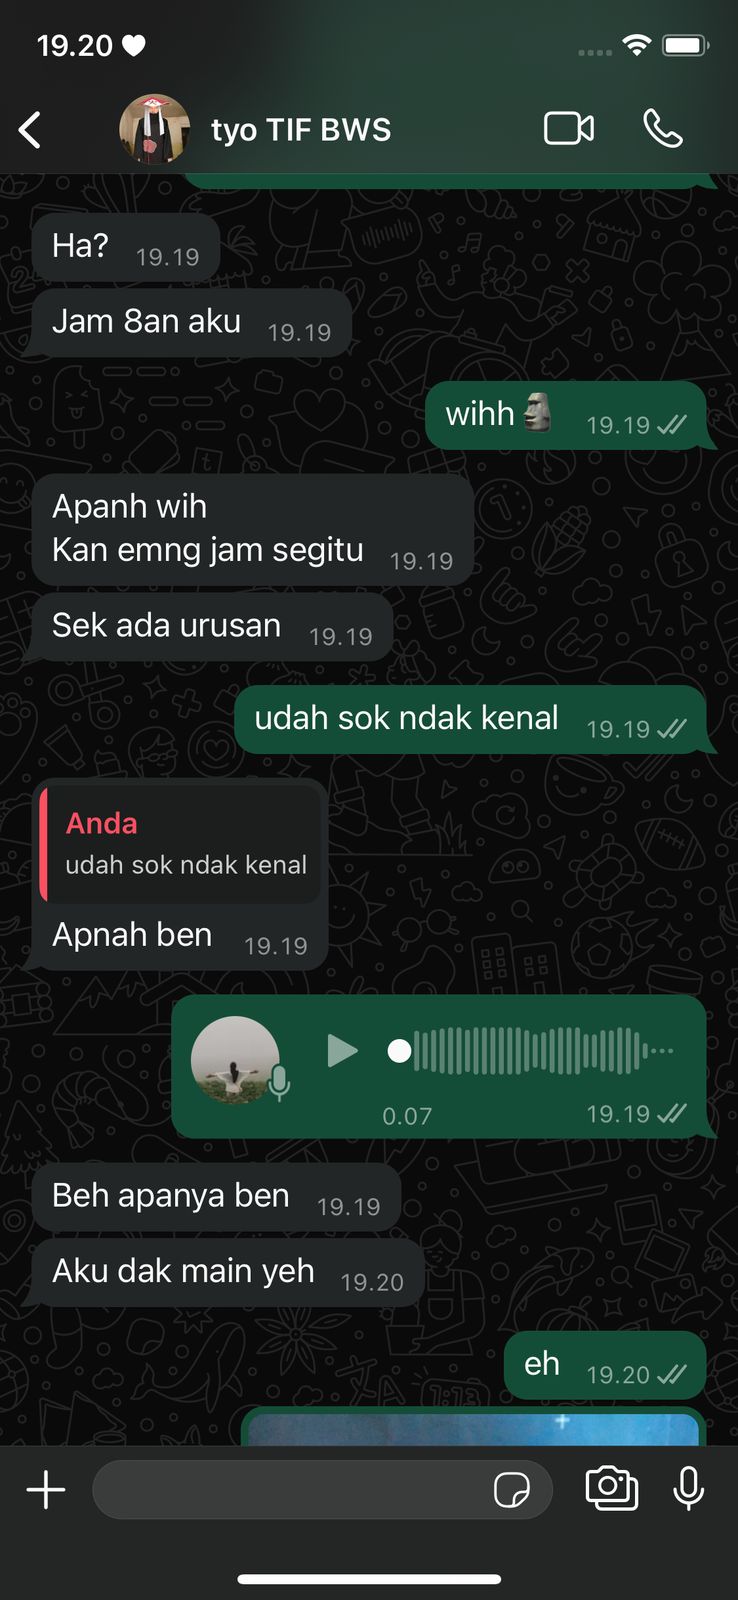 19.20
tyo TIF BWS
Ha? 19.19
Jam 8an aku 19.19
wihh🗿 19.19
Apanh wih
Kan emng jam segitu 19.19
Sek ada urusan 19.19
udah sok ndak kenal 19.19
Anda
udah sok ndak kenal
Apnah ben 19.19
0.07 19.19
Beh apanya ben 19.19
Aku dak main yeh 19.20
eh 19.20